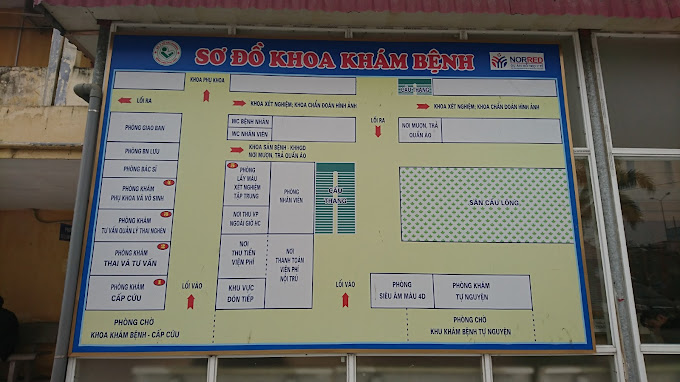 SƠ ĐỒ KHOA KHÁM BỆNH
NORRED
KHOA PHỤ KHOA
CẦU THANG
LỐI RA
KHOA XÉT NGHIỆM; KHOA CHẨN ĐOÁN HÌNH ẢNH
KHOA XÉT NGHIỆM; KHOA CHẨN ĐOÁN HÌNH ẢNH
PHÒNG GIAO BAN
WC BỆNH NHÂN
WC NHÂN VIÊN
LỐI RA
NƠI MƯỢN, TRẢ
QUẦN ÁO
PHÒNG BN LƯU
KHOA SẢN BỆNH - KHHGĐ
NƠI MƯỢN, TRẢ QUẦN ÁO
PHÒNG BÁC SĨ
PHÒNG
LẤY MÁU
XÉT NGHIỆM
TẬP TRUNG
PHÒNG
NHÂN VIÊN
CẦU
THANG
SÂN CẦU LÔNG
PHÒNG KHÁM
PHỤ KHOA VÀ VÔ SINH
PHÒNG KHÁM
TƯ VẤN QUẢN LÝ THAI NGHÉN
NƠI THU VP
NGOÀI GIỜ HC
PHÒNG KHÁM
THAI VÀ TƯ VẤN
NƠI
THU TIỀN
VIỆN PHÍ
NƠI
THANH TOÁN
VIỆN PHÍ
NỘI TRÚ
PHÒNG KHÁM
CẤP CỨU
LỐI VÀO
KHU VỰC
ĐÓN TIẾP
LỐI VÀO
PHÒNG
SIÊU ÂM MÀU 4D
PHÒNG KHÁM
TỰ NGUYỆN
PHÒNG CHỜ
KHOA KHÁM BỆNH - CẤP CỨU
PHÒNG CHỜ
KHU KHÁM BỆNH TỰ NGUYỆN